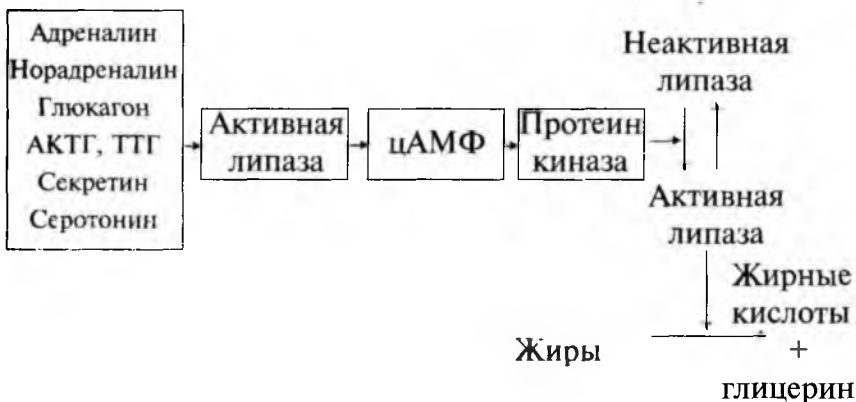 Адреналин
Норадреналин
Глюкагон
АКТГ, ТТГ
Секретин
Серотонин
Активная
липаза
цАМФ
Протеин
киназа
Неактивная
липаза
Активная
липаза
Жирные
кислоты
Жиры
+
глицерин